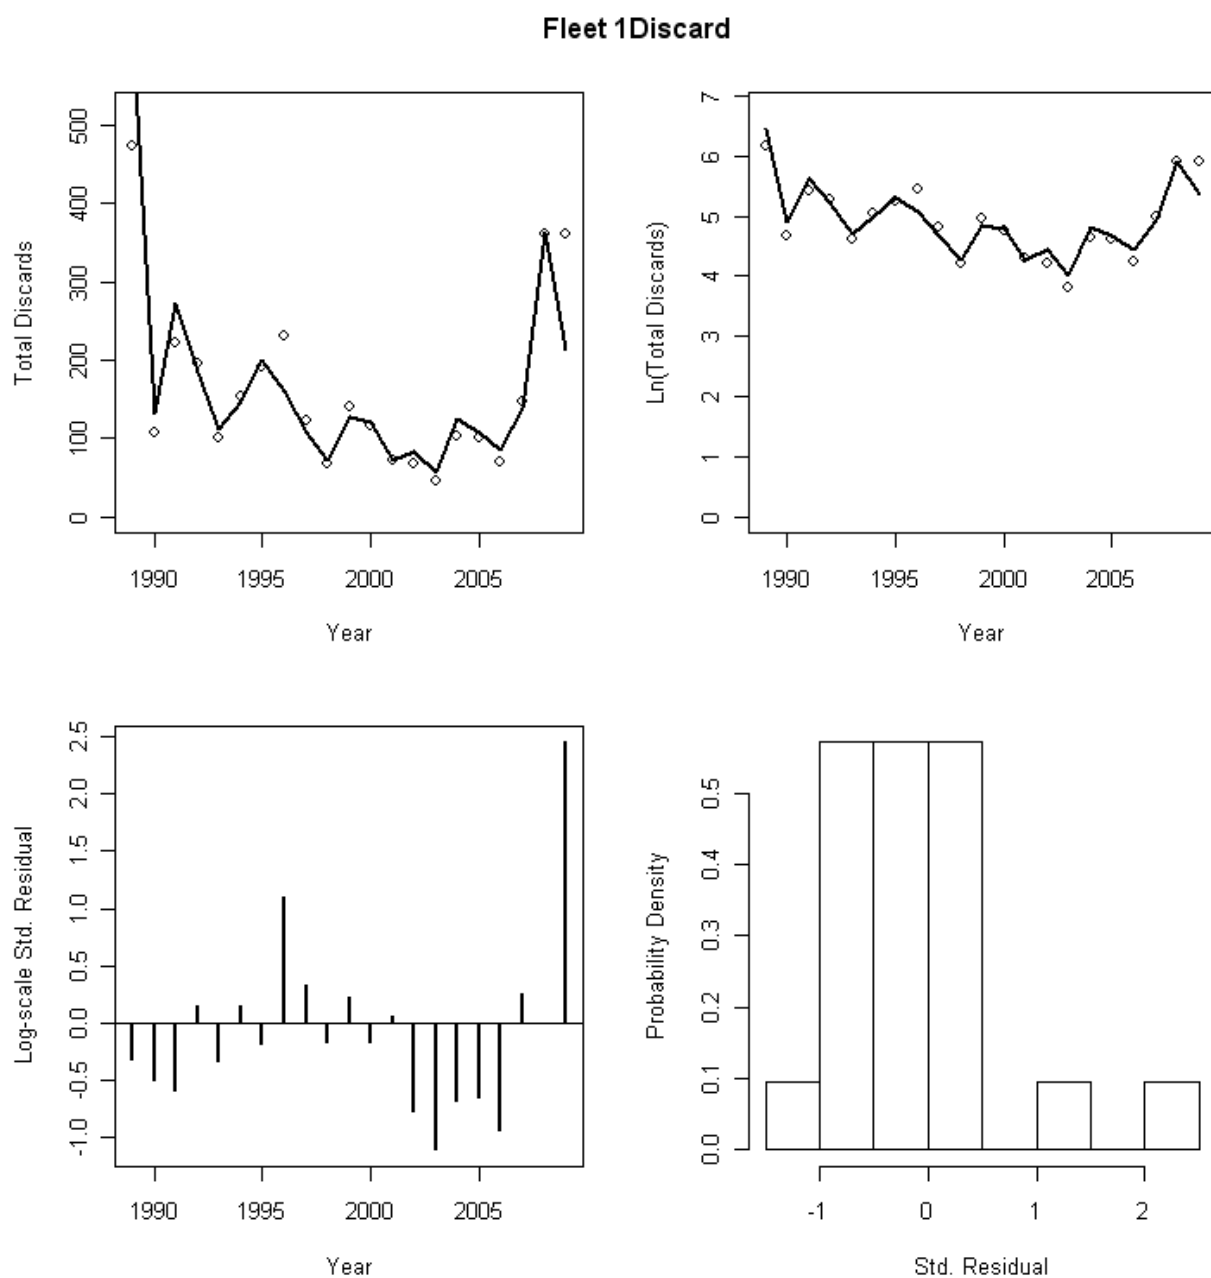 Fleet 1Discard
Total Discards
500
400
300
200
100
0
1990 1995 2000 2005
Year
Ln(Total Discards)
7
6
5
4
3
2
1
0
1990 1995 2000 2005
Year
Log-scale Std. Residual
2.5
2.0
1.5
1.0
0.5
0.0
-0.5
-1.0
1990 1995 2000 2005
Year
Probability Density
0.5
0.4
0.3
0.2
0.1
0.0
-1 0 1 2
Std. Residual